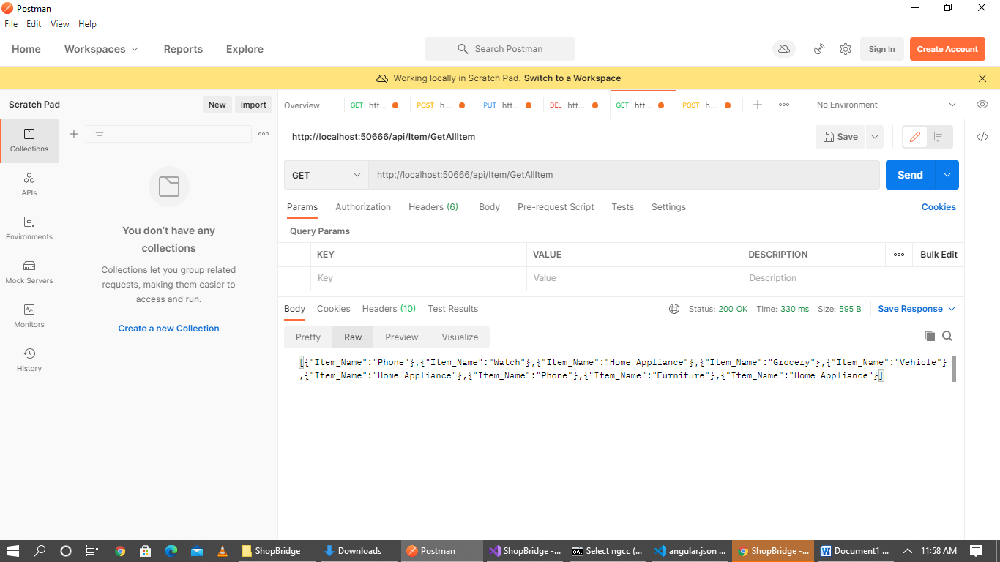 Postman
File Edit View Help
Home Workspaces Reports Explore Search Postman Sign In Create Account
Working locally in Scratch Pad. Switch to a Workspace
Scratch Pad New Import Overview GET htt... POST h... PUT htt... DEL htt... GET htt... POST h... No Environment
Collections
APIs
Environments
Mock Servers
Monitors
History
You don't have any
collections
Collections let you group related
requests, making them easier to
access and run.
Create a new Collection
http://localhost:50666/api/Item/GetAllItem Save
GET http://localhost:50666/api/Item/GetAllItem Send
Params Authorization Headers (6) Body Pre-request Script Tests Settings Cookies
Query Params
KEY VALUE DESCRIPTION Bulk Edit
Key Value Description
Body Cookies Headers (10) Test Results Status: 200 OK Time: 330 ms Size: 595 B Save Response
Pretty Raw Preview Visualize
[{"Item_Name":"Phone"},{"Item_Name":"Watch"},{"Item_Name":"Home Appliance"},{"Item_Name":"Grocery"},{"Item_Name":"Vehicle"}
,{"Item_Name":"Home Appliance"},{"Item_Name":"Phone"},{"Item_Name":"Furniture"},{"Item_Name":"Home Appliance"}]
ShopBridge Downloads Postman ShopBridge -... Select ngcc (... angular.json ... ShopBridge -... Document1 ... 11:58 AM